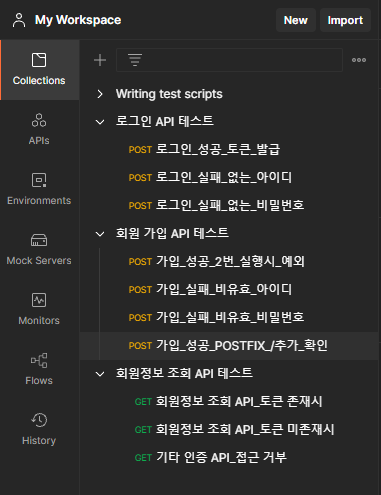 My Workspace
New
Import
Collections
APIs
Environments
Mock Servers
Monitors
Flows
History
Writing test scripts
로그인 API 테스트
POST 로그인_성공_토큰_발급
POST 로그인_실패_없는_아이디
POST 로그인_실패_없는_비밀번호
회원 가입 API 테스트
POST 가입_성공_2번_실행시_예외
POST 가입_실패_비유효_아이디
POST 가입_실패_비유효_비밀번호
POST 가입_성공_POSTFIX_/추가_확인
회원정보 조회 API 테스트
GET 회원정보 조회 API_토큰 존재시
GET 회원정보 조회 API_토큰 미존재시
GET 기타 인증 API_접근 거부